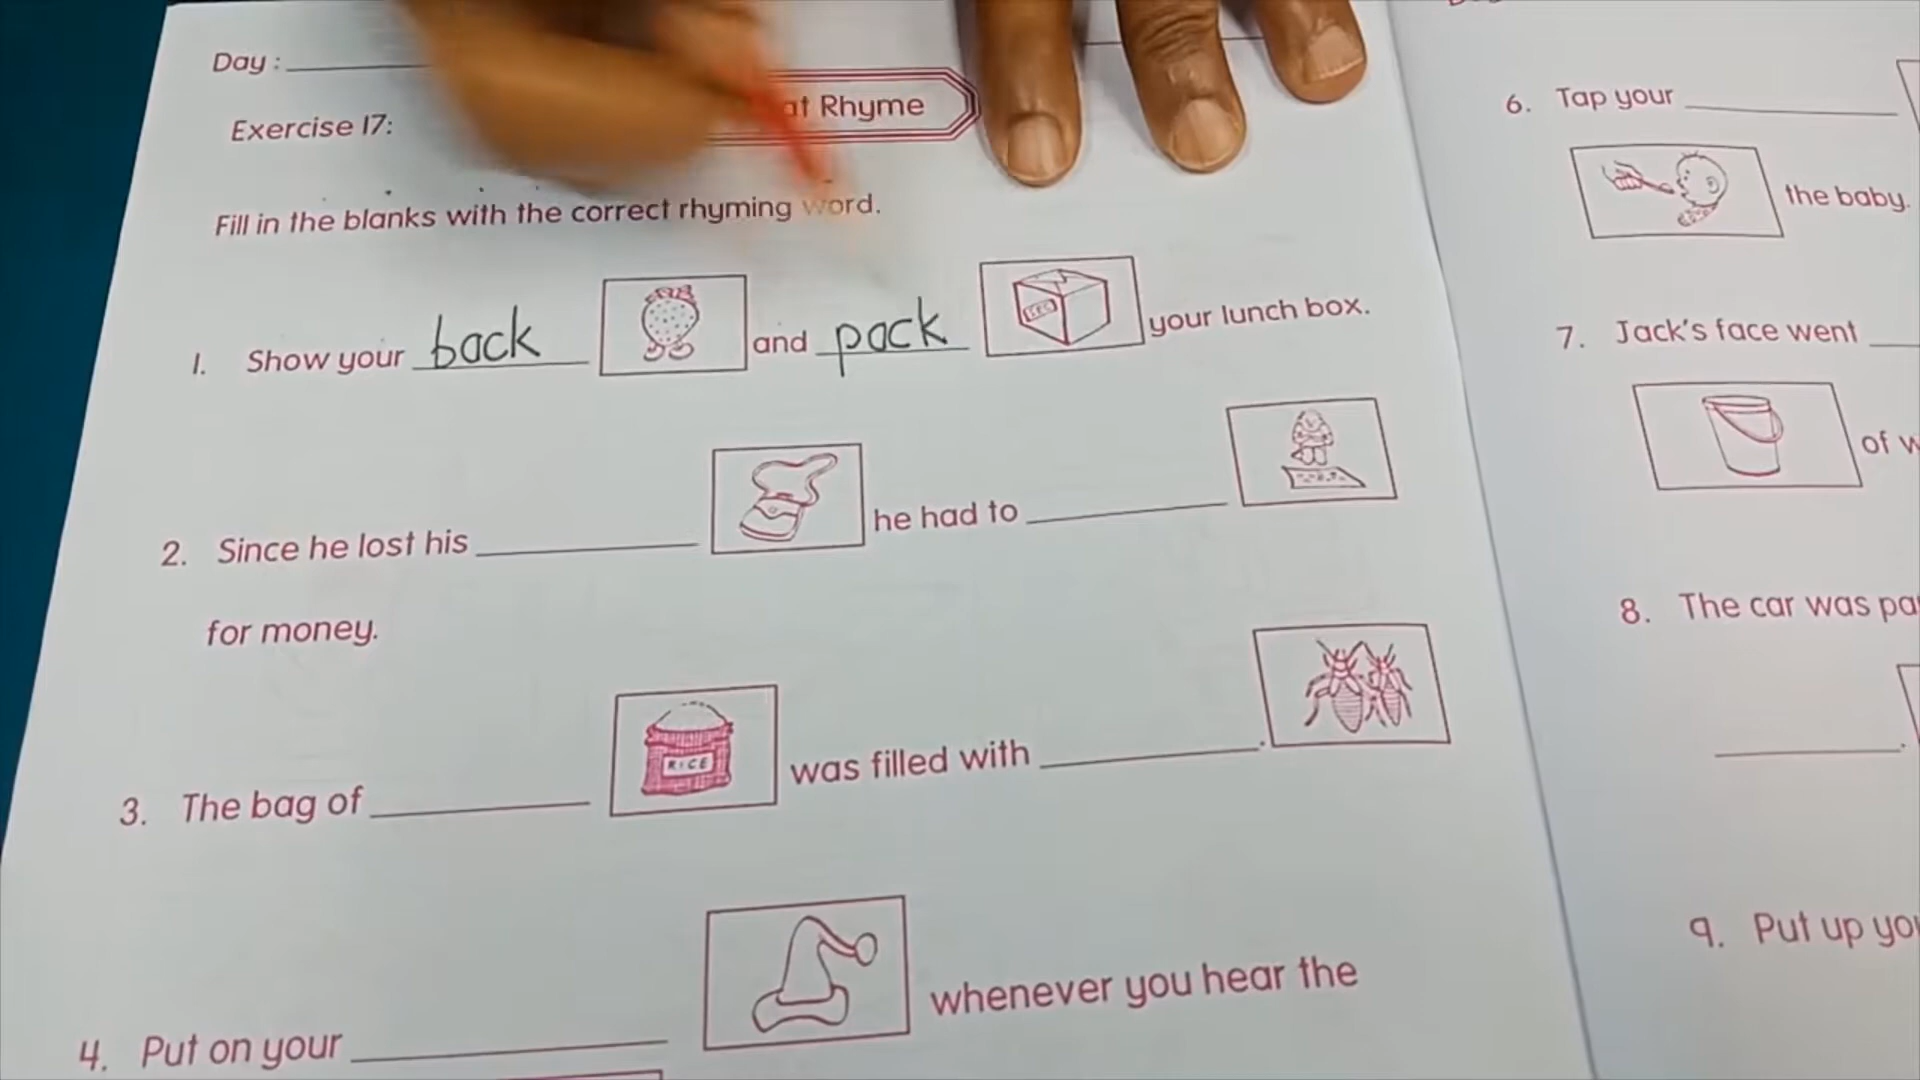 Day :
at Rhyme
Exercise 17:
Fill in the blanks with the correct rhyming word.
1. Show your back and pack your lunch box.
2. Since he lost his he had to
for money.
RICE
3. The bag of was filled with .
4. Put on your whenever you hear the
6. Tap your
the baby.
7. Jack's face went
of w
8. The car was pa
.
9. Put up yo